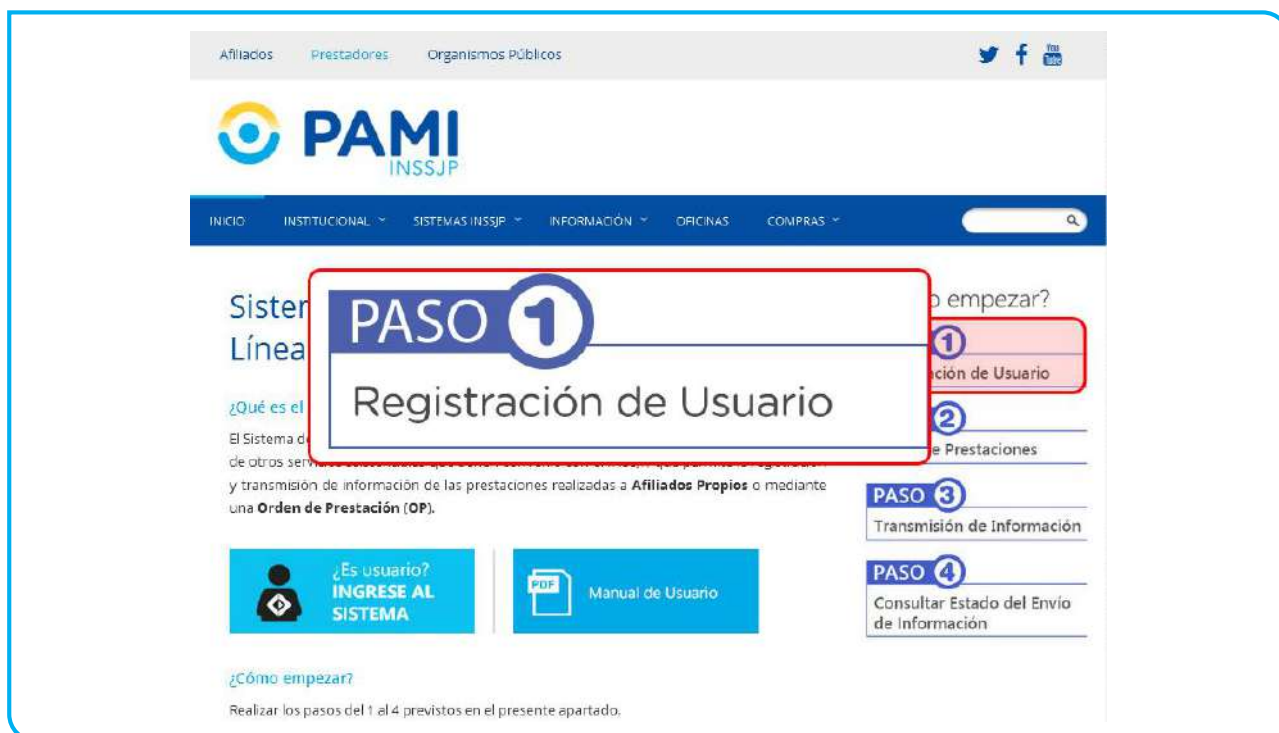 Afiliados Prestadores Organismos Públicos
You
Tube
PAMI
INSSJP
INICIO INSTITUCIONAL SISTEMAS INSSJP INFORMACIÓN OFICINAS COMPRAS
Sister
Línea
PASO 1
Registración de Usuario
empezar?
1
ción de Usuario
2
e Prestaciones
PASO 3
Transmisión de Información
PASO 4
Consultar Estado del Envío
de Información
¿Qué es el
El Sistema d
de otros
y transmisión de información de las prestaciones realizadas a Afiliados Propios o mediante
una Orden de Prestación (OP).
¿Es usuario?
INGRESE AL
SISTEMA
PDF
Manual de Usuario
¿Cómo empezar?
Realizar los pasos del 1 al 4 previstos en el presente apartado.